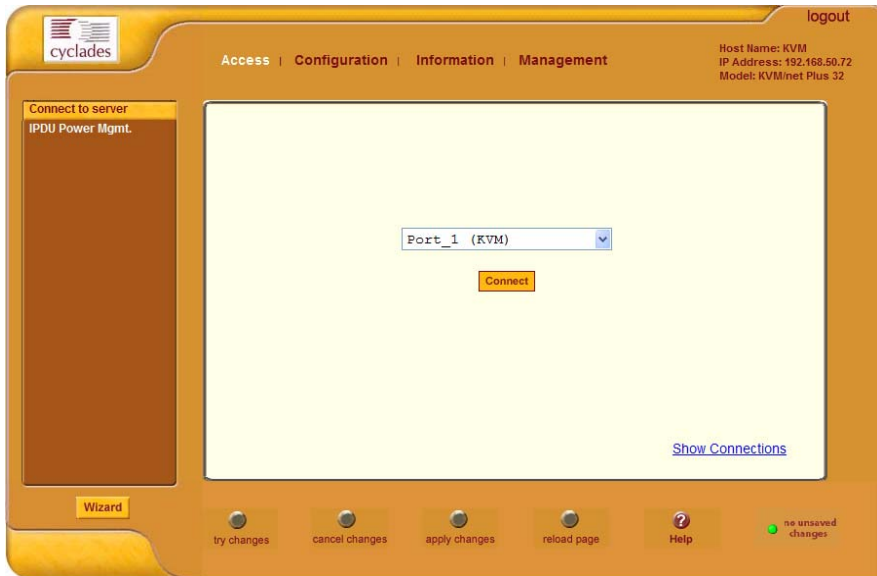 logout
cyclades
Access | Configuration | Information | Management
Host Name: KVM
IP Address: 192.168.50.72
Model: KVM/net Plus 32
Connect to server
IPDU Power Mgmt.
Port_1 (KVM)
Connect
Show Connections
Wizard
try changes
cancel changes
apply changes
reload page
?
Help
no unsaved
changes